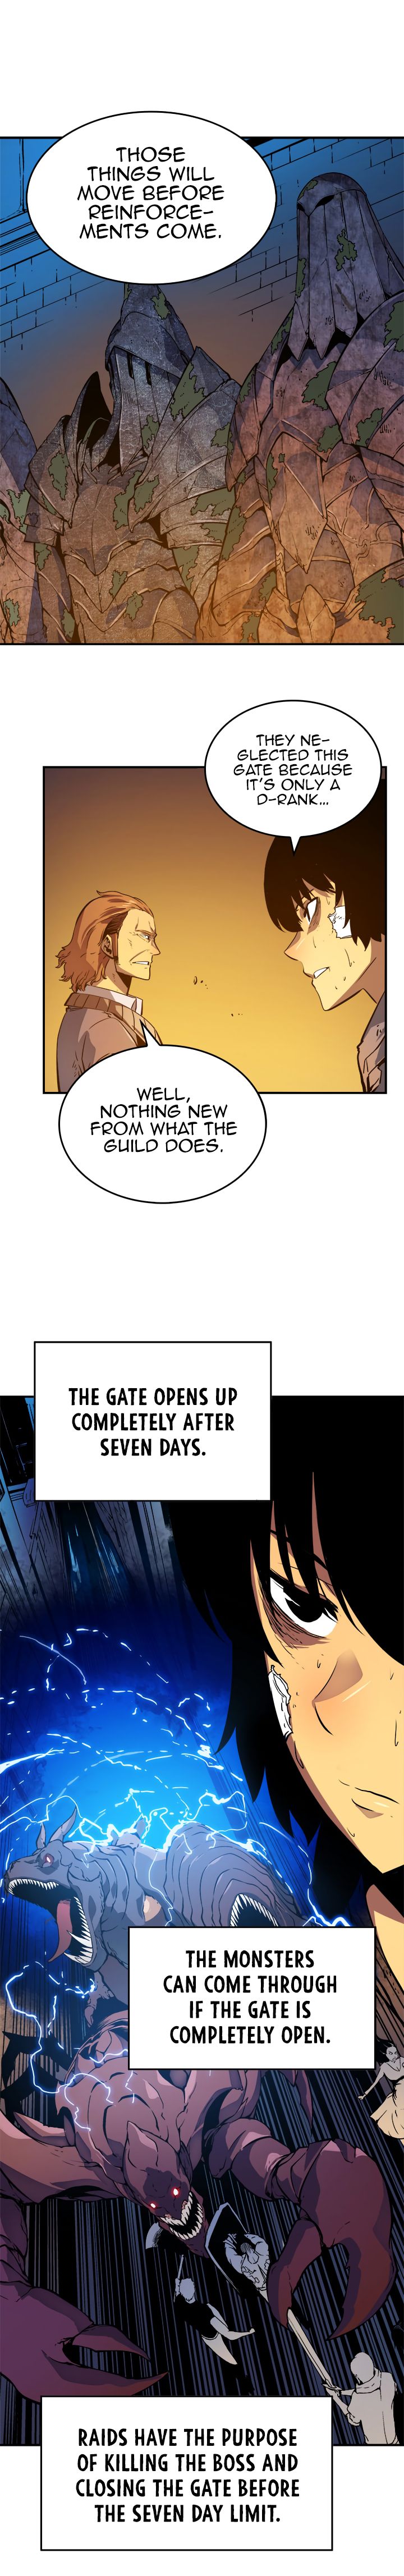 THOSE
THINGS WILL
MOVE BEFORE
REINFORCE-
MENTS COME.
THEY NE-
GLECTED THIS
GATE BECAUSE
IT'S ONLY A
D-RANK...
WELL,
NOTHING NEW
FROM WHAT THE
GUILD DOES.
THE GATE OPENS UP
COMPLETELY AFTER
SEVEN DAYS.
THE MONSTERS
CAN COME THROUGH
IF THE GATE IS
COMPLETELY OPEN.
RAIDS HAVE THE PURPOSE
OF KILLING THE BOSS AND
CLOSING THE GATE BEFORE
THE SEVEN DAY LIMIT.